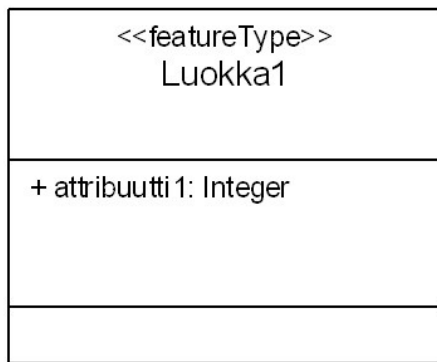 <<featureType>>
Luokka1
+ attribuutti1: Integer